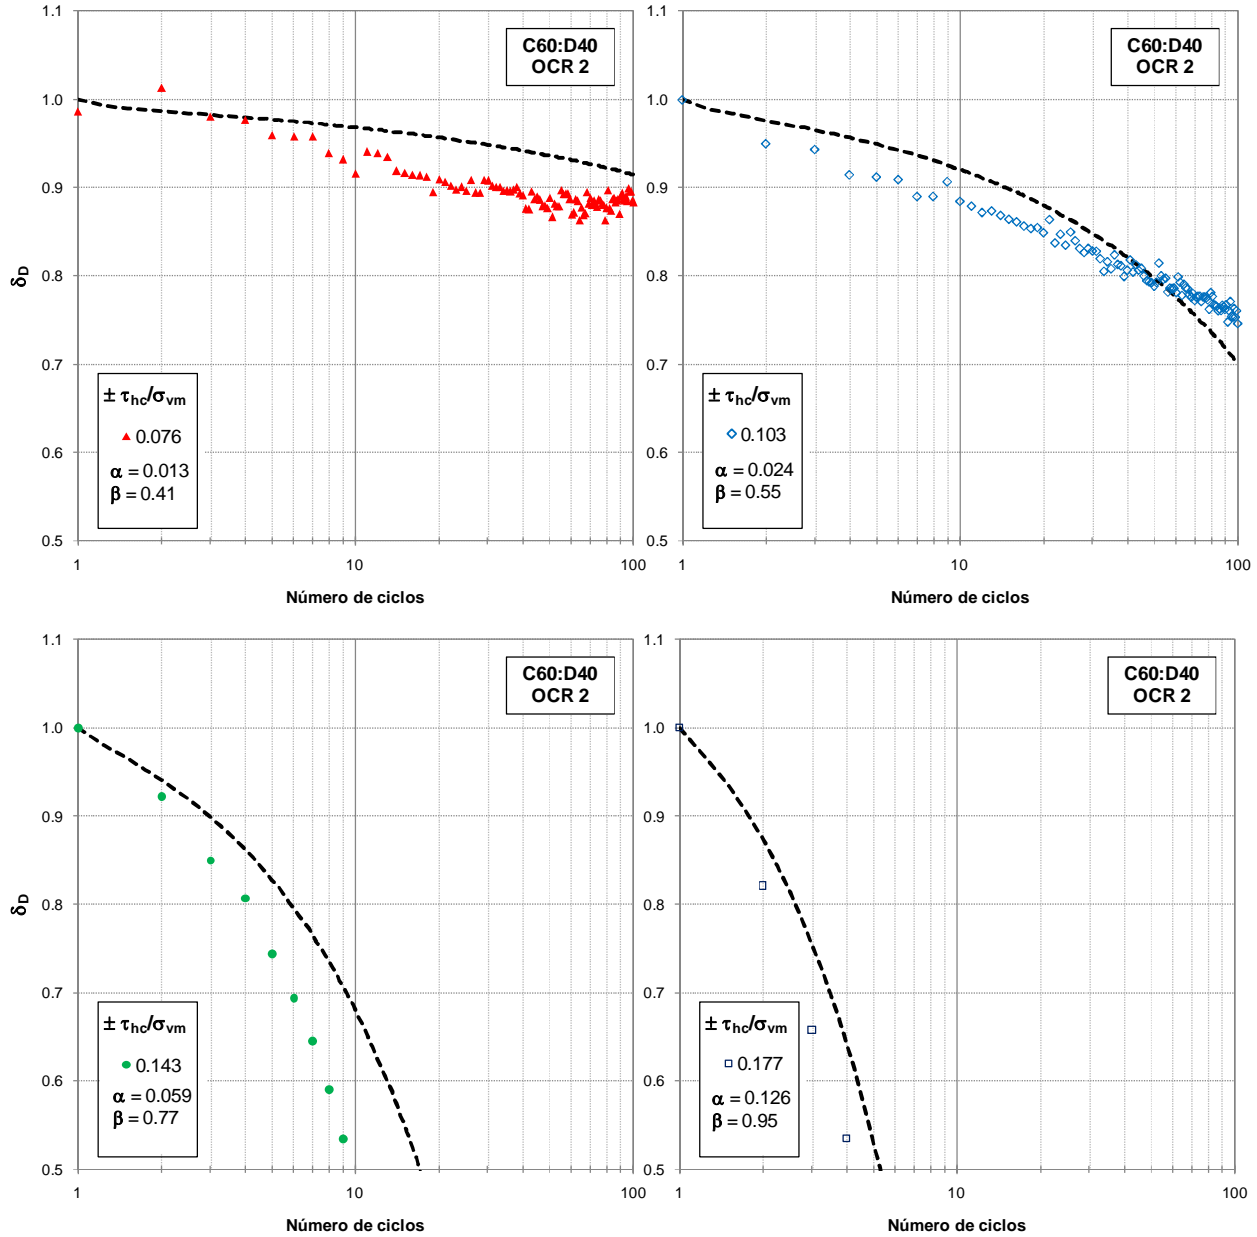 1.1
1.0
0.9
0.8
0.7
0.6
0.5
δD
C60:D40
OCR 2
± τhc/σvm
0.076
α = 0.013
β = 0.41
1
10
100
Número de ciclos
C60:D40
OCR 2
1.1
1.0
0.9
0.8
0.7
0.6
0.5
± τhc/σvm
0.103
α = 0.024
β = 0.55
1
10
100
Número de ciclos
1.1
1.0
0.9
0.8
0.7
0.6
0.5
δD
C60:D40
OCR 2
± τhc/σvm
0.143
α = 0.059
β = 0.77
1
10
100
Número de ciclos
1.1
1.0
0.9
0.8
0.7
0.6
0.5
C60:D40
OCR 2
± τhc/σvm
0.177
α = 0.126
β = 0.95
1
10
100
Número de ciclos